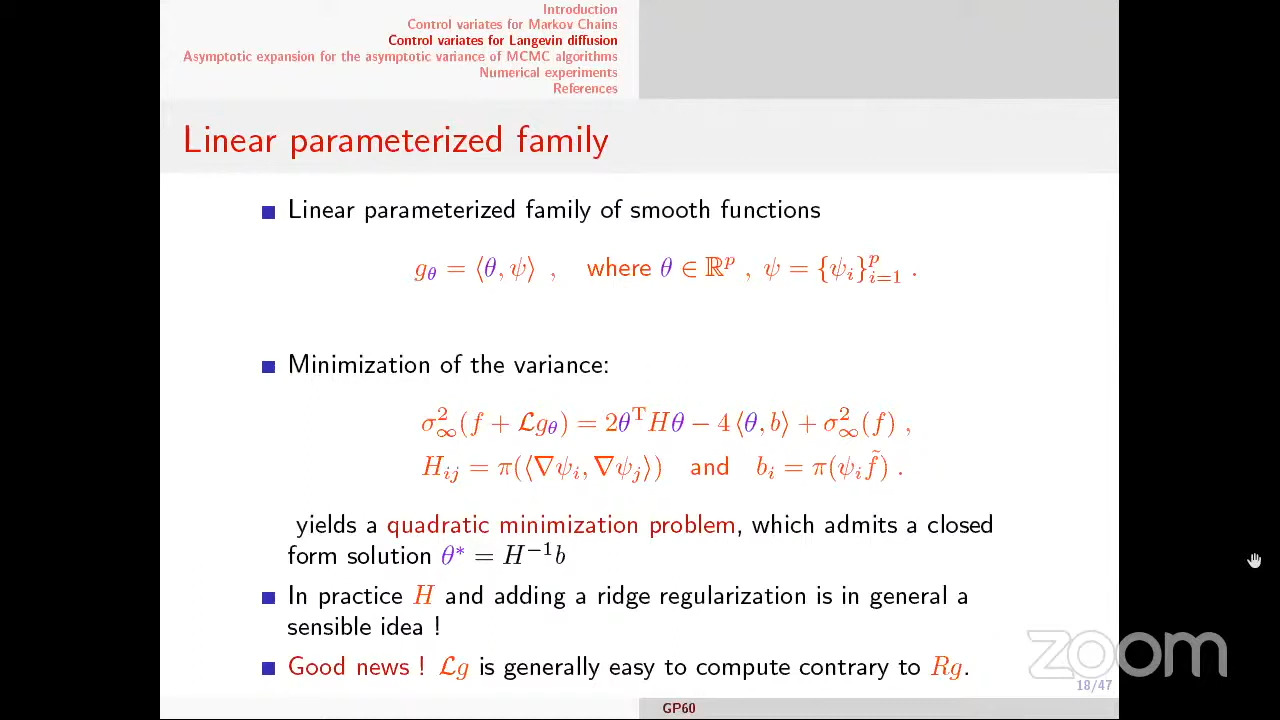 Introduction
Control variates for Markov Chains
Control variates for Langevin diffusion
Asymptotic expansion for the asymptotic variance of MCMC algorithms
Numerical experiments
References
Linear parameterized family
Linear parameterized family of smooth functions
g_θ = ⟨θ, ψ⟩ , where θ ∈ ℝ^p , ψ = {ψ_i}_{i=1}^p .
Minimization of the variance:
σ²_∞(f + ℒg_θ) = 2θ^T Hθ − 4⟨θ, b⟩ + σ²_∞(f) ,
H_{ij} = π(⟨∇ψ_i, ∇ψ_j⟩) and b_i = π(ψ_i f̃) .
yields a quadratic minimization problem, which admits a closed
form solution θ* = H^{−1}b
In practice H and adding a ridge regularization is in general a
sensible idea !
Good news ! ℒg is generally easy to compute contrary to Rg.
zoom
18/47
GP60